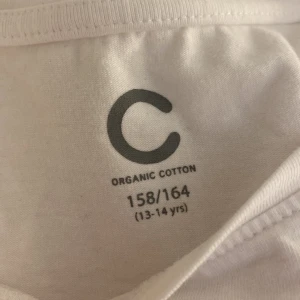 C
ORGANIC COTTON
158/164
(13-14 yrs)